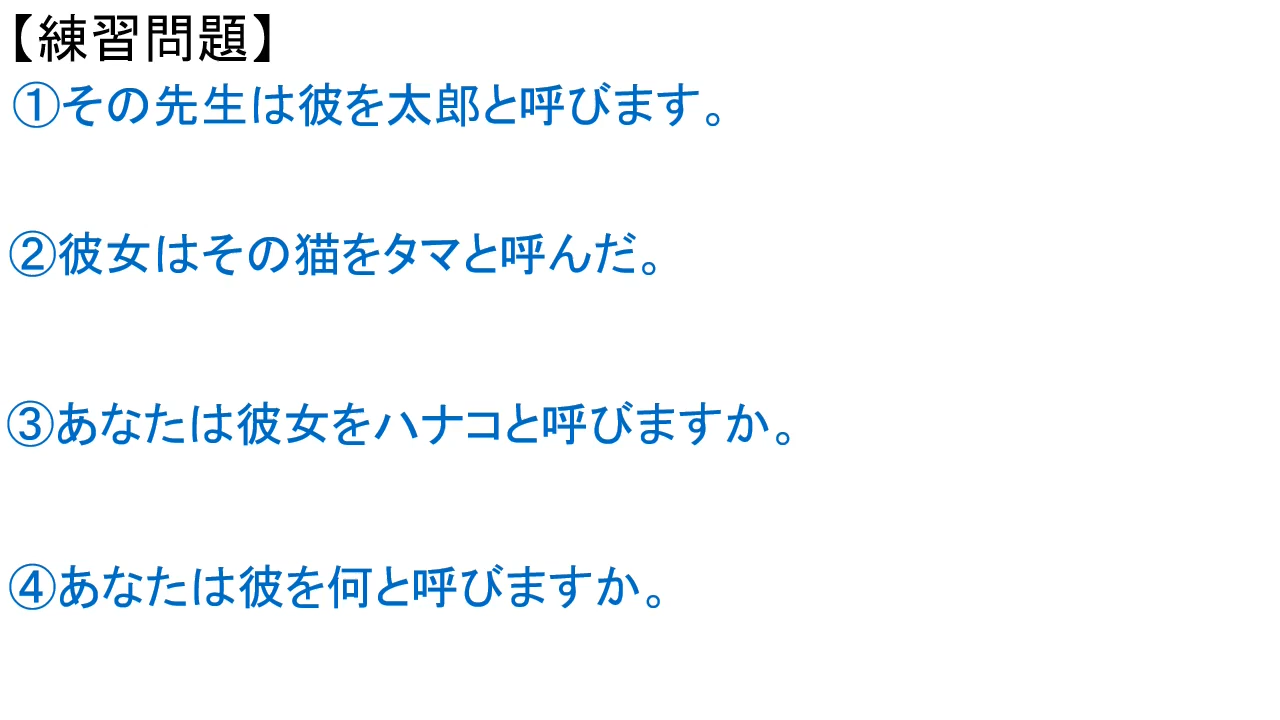 【練習問題】
①その先生は彼を太郎と呼びます。
②彼女はその猫をタマと呼んだ。
③あなたは彼女をハナコと呼びますか。
④あなたは彼を何と呼びますか。